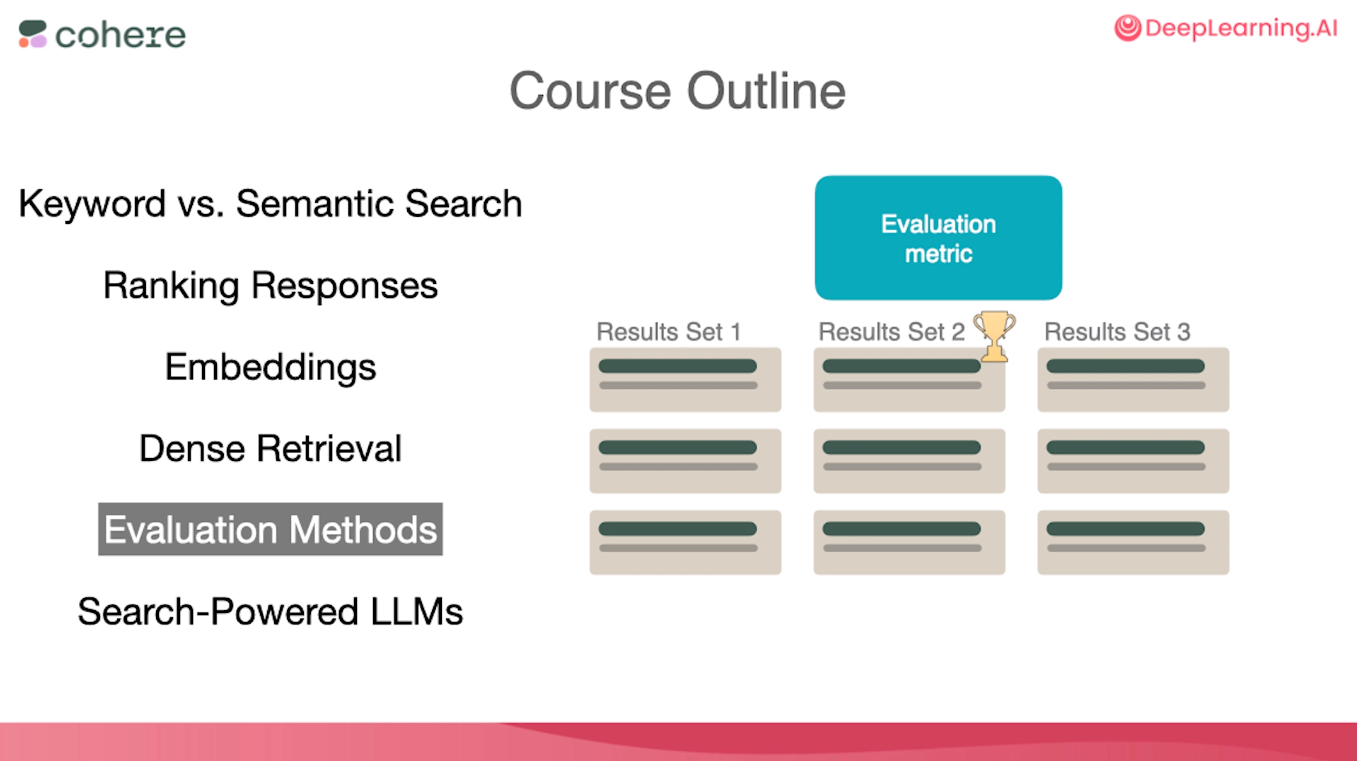 cohere
DeepLearning.AI
Course Outline
Keyword vs. Semantic Search
Ranking Responses
Embeddings
Dense Retrieval
Evaluation Methods
Search-Powered LLMs
Evaluation
metric
Results Set 1
Results Set 2
Results Set 3